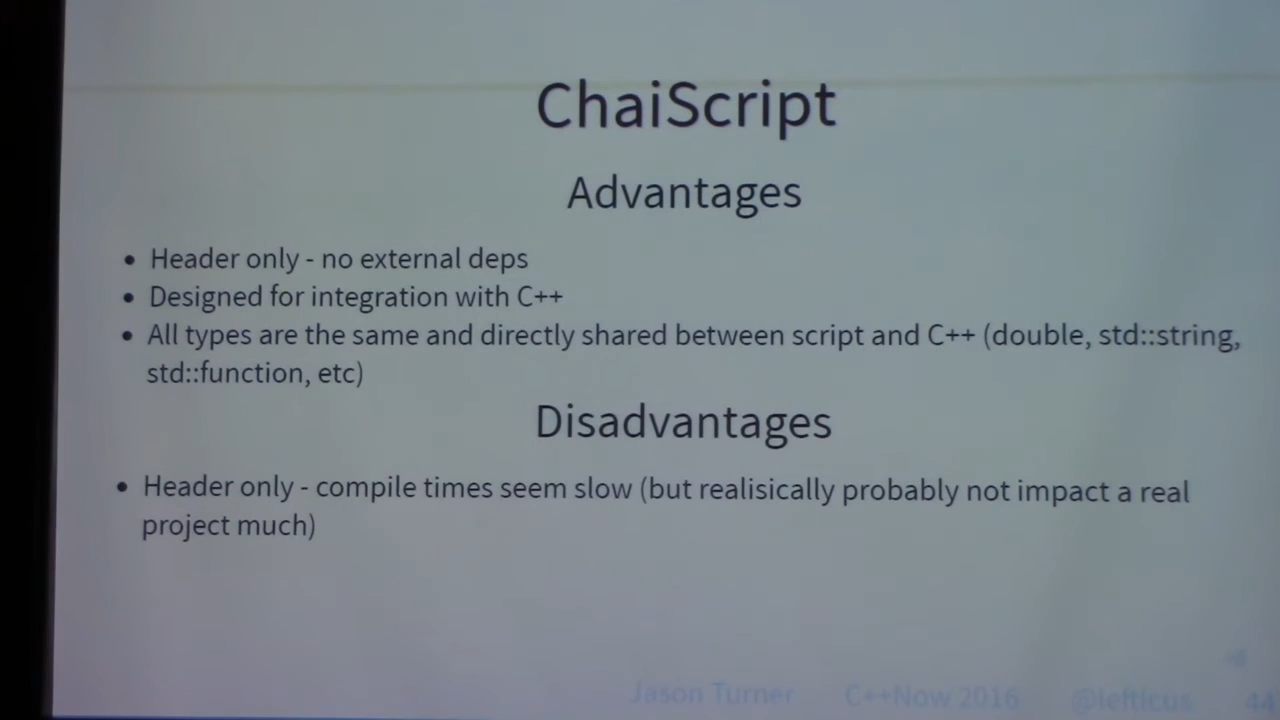 ChaiScript
Advantages
• Header only - no external deps
• Designed for integration with C++
• All types are the same and directly shared between script and C++ (double, std::string,
std::function, etc)
Disadvantages
• Header only - compile times seem slow (but realisically probably not impact a real
project much)
Jason Turner C++Now 2016 @lefticus 44